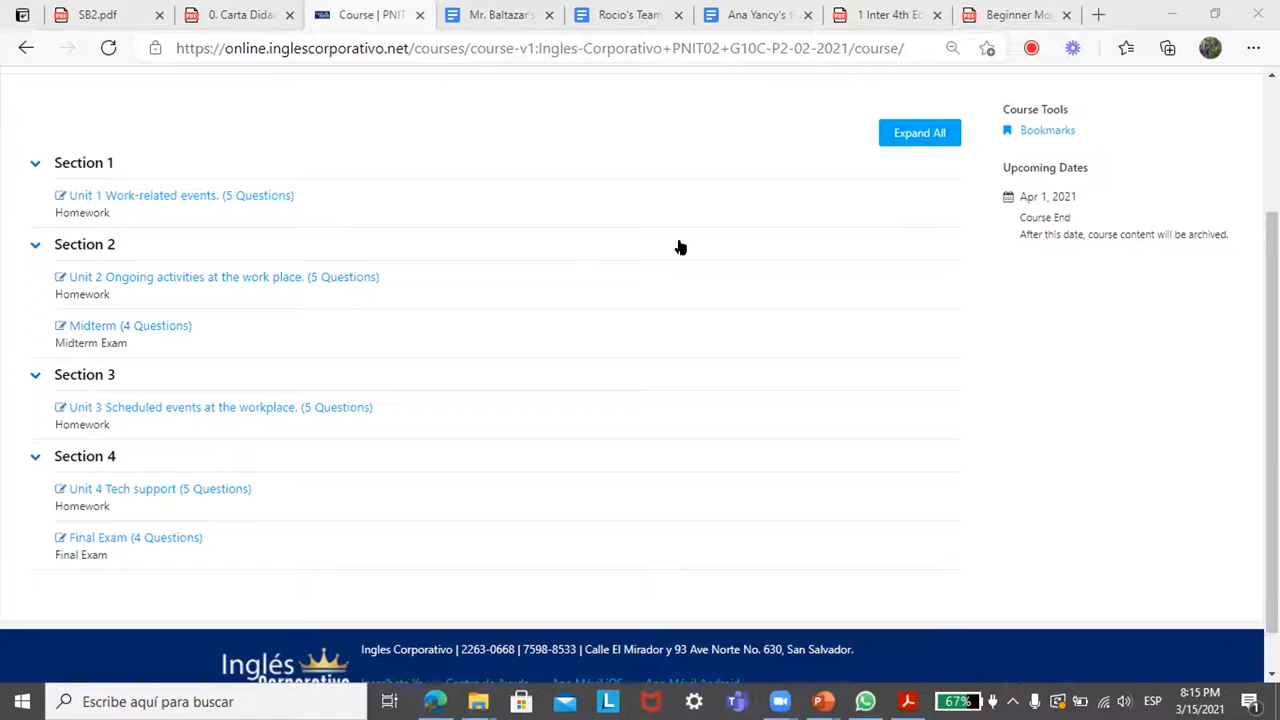 SB2.pdf
0. Carta Did
Course | PNIT
Mr. Baltazar's
Rocio's Team
Ana Yancy's t
1 Inter 4th Ec
Beginner Mo
https://online.inglescorporativo.net/courses/course-v1:Ingles-Corporativo+PNIT02+G10C-P2-02-2021/course/
Expand All
Section 1
Unit 1 Work-related events. (5 Questions)
Homework
Section 2
Unit 2 Ongoing activities at the work place. (5 Questions)
Homework
Midterm (4 Questions)
Midterm Exam
Section 3
Unit 3 Scheduled events at the workplace. (5 Questions)
Homework
Section 4
Unit 4 Tech support (5 Questions)
Homework
Final Exam (4 Questions)
Final Exam
Course Tools
Bookmarks
Upcoming Dates
Apr 1, 2021
Course End
After this date, course content will be archived.
Inglés
Ingles Corporativo | 2263-0668 | 7598-8533 | Calle El Mirador y 93 Ave Norte No. 630, San Salvador.
Escribe aquí para buscar
67%
ESP
8:15 PM
3/15/2021